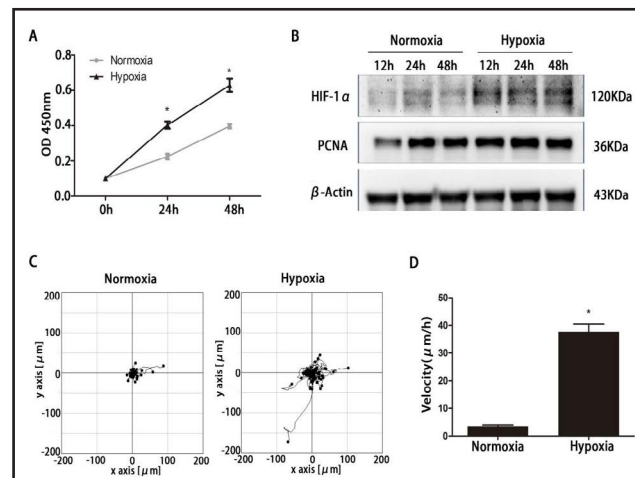 A
Normoxia
Hypoxia
OD 450nm
0.8
0.6
0.4
0.2
0.0
*
*
0h 24h 48h
B
Normoxia Hypoxia
12h 24h 48h 12h 24h 48h
HIF-1α 120KDa
PCNA 36KDa
β-Actin 43KDa
C
Normoxia Hypoxia
y axis [μm]
200
100
0
-100
-200
-200 -100 0 100 200
x axis [μm]
y axis [μm]
200
100
0
-100
-200
200 -100 0 100 200
x axis [μm]
D
Velocity(μm/h)
50
40
30
20
10
0
*
Normoxia Hypoxia